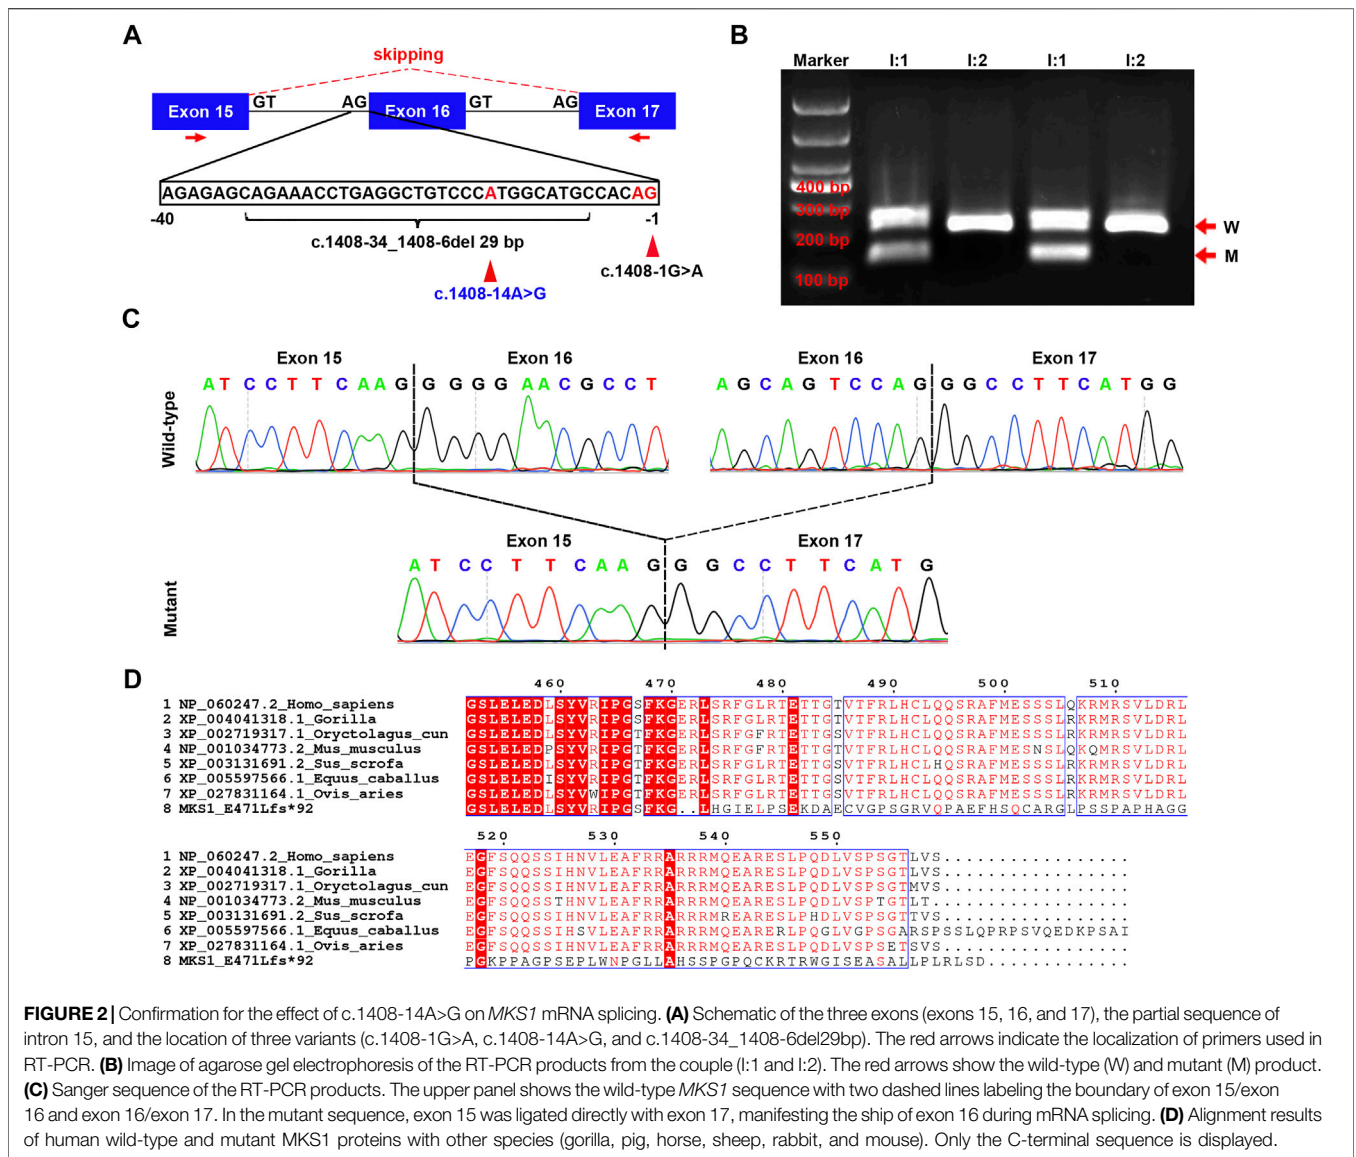 A
skipping
Exon 15 GT AG Exon 16 GT AG Exon 17
AGAGAGCAGAAACCTGAGGCTGTCCCATGGCATGCCACAG
-40 -1
c.1408-34_1408-6del 29 bp
c.1408-1G>A
c.1408-14A>G
B
Marker I:1 I:2 I:1 I:2
400 bp
300 bp
W
200 bp
M
100 bp
C
Exon 15 Exon 16 Exon 16 Exon 17
A T C C T T C A A G G G G A A C G C C T A G C A G T C C A G G G C C T T C A T G G
Wild-type
Exon 15 Exon 17
A T C C T T C A A G G G C C T T C A T G
Mutant
D
460 470 480 490 500 510
1 NP_060247.2_Homo_sapiens GSLELEDLSYVRIPGSFKGERLSRFGLRTETTGTVTFRLHCLQQSRAFMESSSLQKRMRSVLDRL
2 XP_004041318.1_Gorilla GSLELEDLSYVRIPGTFKGERLSRFGLRTETTGTVTFRLHCLQQSRAFMESSSLRKRMRSVLDRL
3 XP_002719317.1_Oryctolagus_cun GSLELEDLSYVRIPGTFKGERLSRFGFRTETTGSVTFRLHCLQQSRAFMESSSLRKRMRSVLDRL
4 NP_001034773.2_Mus_musculus GSLELEDPSYVRIPGTFKGERLSRFGFRTETTGTVTFRLHCLQQSRAFMESNSLQKQMRSVLDRL
5 XP_003131691.2_Sus_scrofa GSLELEDLSYVRIPGTFKGERLSRFGLRTETTGSVTFRLHCLHQSRAFMESSSLRKRMRSVLDRL
6 XP_005597566.1_Equus_caballus GSLELEDISYVRIPGTFKGERLSRFGLRTETTGSVTFRLHCLQQSRAFMESSSLRKRMRSVLDRL
7 XP_027831164.1_Ovis_aries GSLELEDLSYVWIPGTFKGERLSRFGLRTETTGSVTFRLHCLQQSRAFMESSSLRKRMRSVLDRL
8 MKS1_E471Lfs*92 GSLELEDLSYVRIPGSFKG..LHGIELPSEKDAECVGPSGRVQPAEFHSQCARGLPSSPAPHAGG
520 530 540 550
1 NP_060247.2_Homo_sapiens EGFSQQSSIHNVLEAFRRARRRMQEARESLPQDLVSPSGTLVS.................
2 XP_004041318.1_Gorilla EGFSQQSSIHNVLEAFRRARRRMQEARESLPQDLVSPSGTLVS.................
3 XP_002719317.1_Oryctolagus_cun EGFSQQSSIHNVLEAFRRARRRMQEARESLPQDLVSPSGTMVS.................
4 NP_001034773.2_Mus_musculus EGFSQQSSTHNVLEAFRRARRRMQEARESLPQDLVSPTGTLT..................
5 XP_003131691.2_Sus_scrofa EGFSQQSSIHNVLEAFRRARRRMREARESLPHDLVSPSGTTVS.................
6 XP_005597566.1_Equus_caballus EGFSQQSSIHSVLEAFRRARRRMQEARERLPQGLVGPSGARSPSSLQPRPSVQEDKPSAI
7 XP_027831164.1_Ovis_aries EGFSQQSSIHNVLEAFRRARRRMQEARESLPQDLVSPSETSVS.................
8 MKS1_E471Lfs*92 PGKPPAGPSEPLWNPGLLAHSSPGPQCKRTRWGISEASALLPLRLSD.............
FIGURE 2 | Confirmation for the effect of c.1408-14A>G on MKS1 mRNA splicing. (A) Schematic of the three exons (exons 15, 16, and 17), the partial sequence of
intron 15, and the location of three variants (c.1408-1G>A, c.1408-14A>G, and c.1408-34_1408-6del29bp). The red arrows indicate the localization of primers used in
RT-PCR. (B) Image of agarose gel electrophoresis of the RT-PCR products from the couple (I:1 and I:2). The red arrows show the wild-type (W) and mutant (M) product.
(C) Sanger sequence of the RT-PCR products. The upper panel shows the wild-type MKS1 sequence with two dashed lines labeling the boundary of exon 15/exon
16 and exon 16/exon 17. In the mutant sequence, exon 15 was ligated directly with exon 17, manifesting the ship of exon 16 during mRNA splicing. (D) Alignment results
of human wild-type and mutant MKS1 proteins with other species (gorilla, pig, horse, sheep, rabbit, and mouse). Only the C-terminal sequence is displayed.